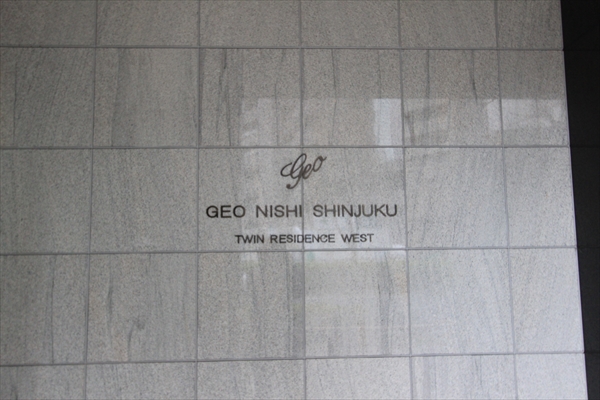 Geo
GEO NISHI SHINJUKU
TWIN RESIDENCE WEST